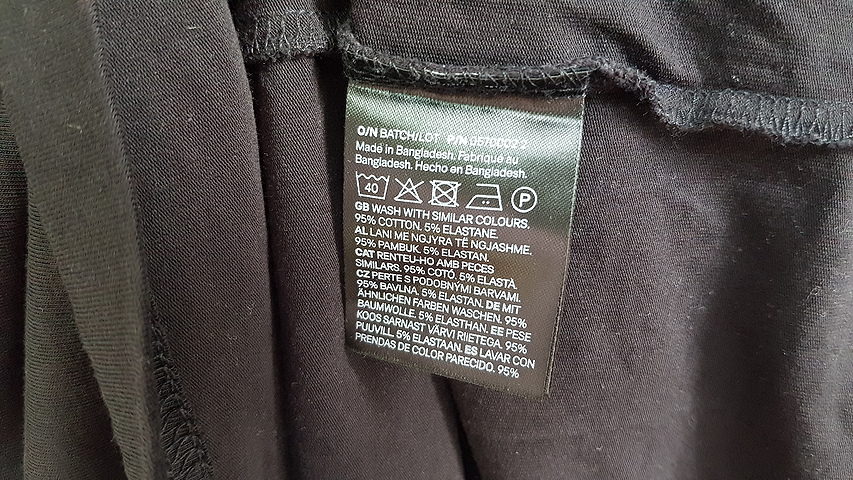 O/N BATCH/LOT P/N 0570002 2
Made in Bangladesh. Fabriqué au
Bangladesh. Hecho en Bangladesh.
40 P
GB WASH WITH SIMILAR COLOURS.
95% COTTON. 5% ELASTANE.
AL LANI ME NGJYRA TË NGJASHME.
95% PAMBUK. 5% ELASTAN.
CAT RENTEU-HO AMB PECES
SIMILARS. 95% COTÓ. 5% ELASTÀ.
CZ PERTE S PODOBNÝMI BARVAMI.
95% BAVLNA. 5% ELASTAN. DE MIT
ÄHNLICHEN FARBEN WASCHEN. 95%
BAUMWOLLE. 5% ELASTHAN. EE PESE
KOOS SARNAST VÄRVI RIIETEGA. 95%
PUUVILL. 5% ELASTAAN. ES LAVAR CON
PRENDAS DE COLOR PARECIDO. 95%